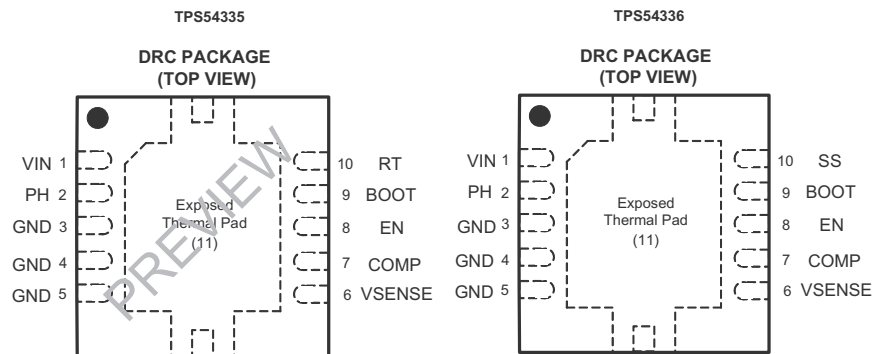 TPS54335
DRC PACKAGE
(TOP VIEW)
VIN 1
PH 2
GND 3
GND 4
GND 5
Exposed
Thermal Pad
(11)
PREVIEW
10 RT
9 BOOT
8 EN
7 COMP
6 VSENSE
TPS54336
DRC PACKAGE
(TOP VIEW)
VIN 1
PH 2
GND 3
GND 4
GND 5
Exposed
Thermal Pad
(11)
10 SS
9 BOOT
8 EN
7 COMP
6 VSENSE